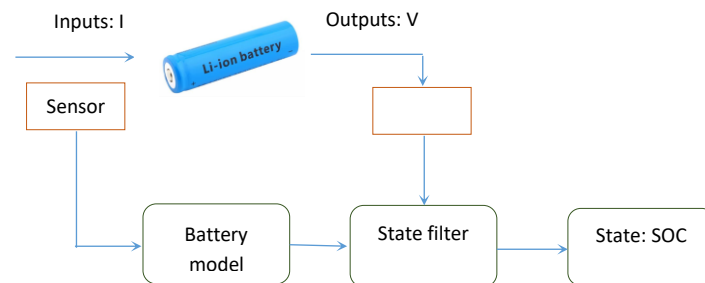 Inputs: I
Outputs: V
Li-ion battery
Sensor
Battery
model
State filter
State: SOC